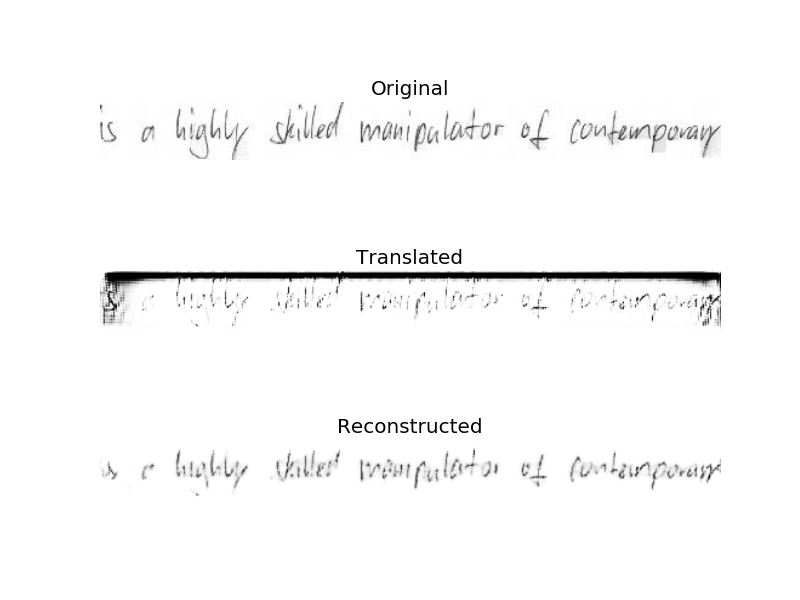 Original
is a highly skilled manipulator of contemporary
Translated
is a highly skilled manipulator of contemporary
Reconstructed
is a highly skilled manipulator of contemporary